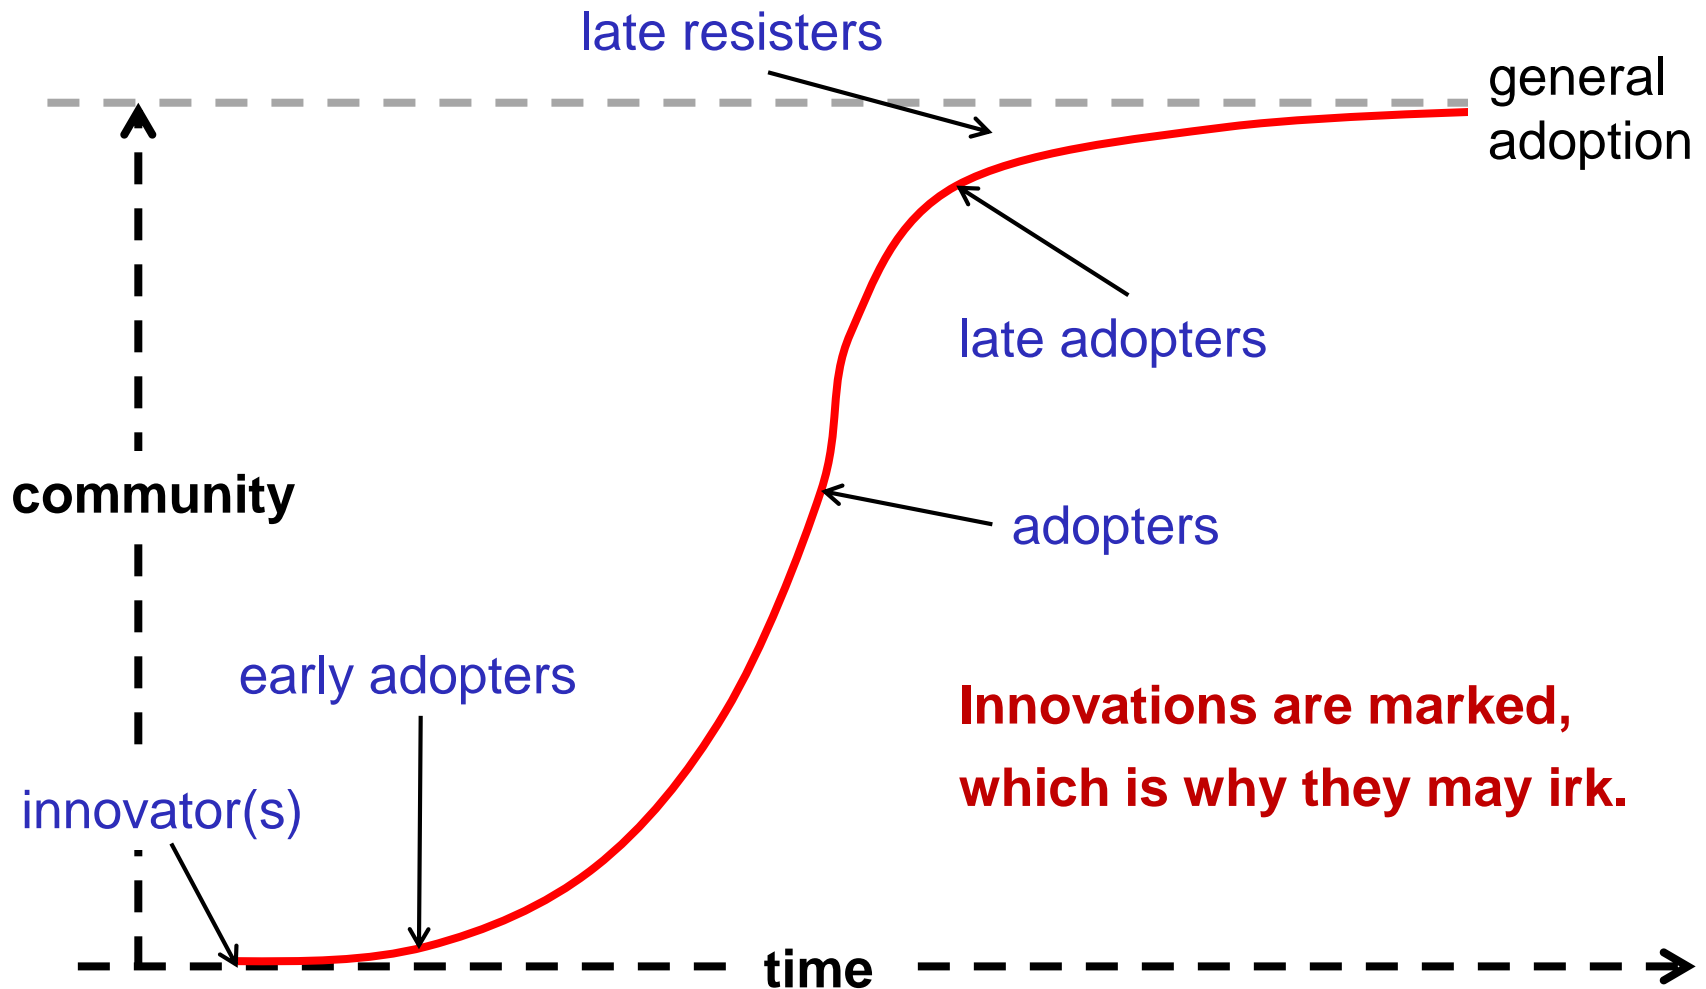 late resisters
general
adoption
late adopters
community
adopters
early adopters
Innovations are marked,
which is why they may irk.
innovator(s)
time